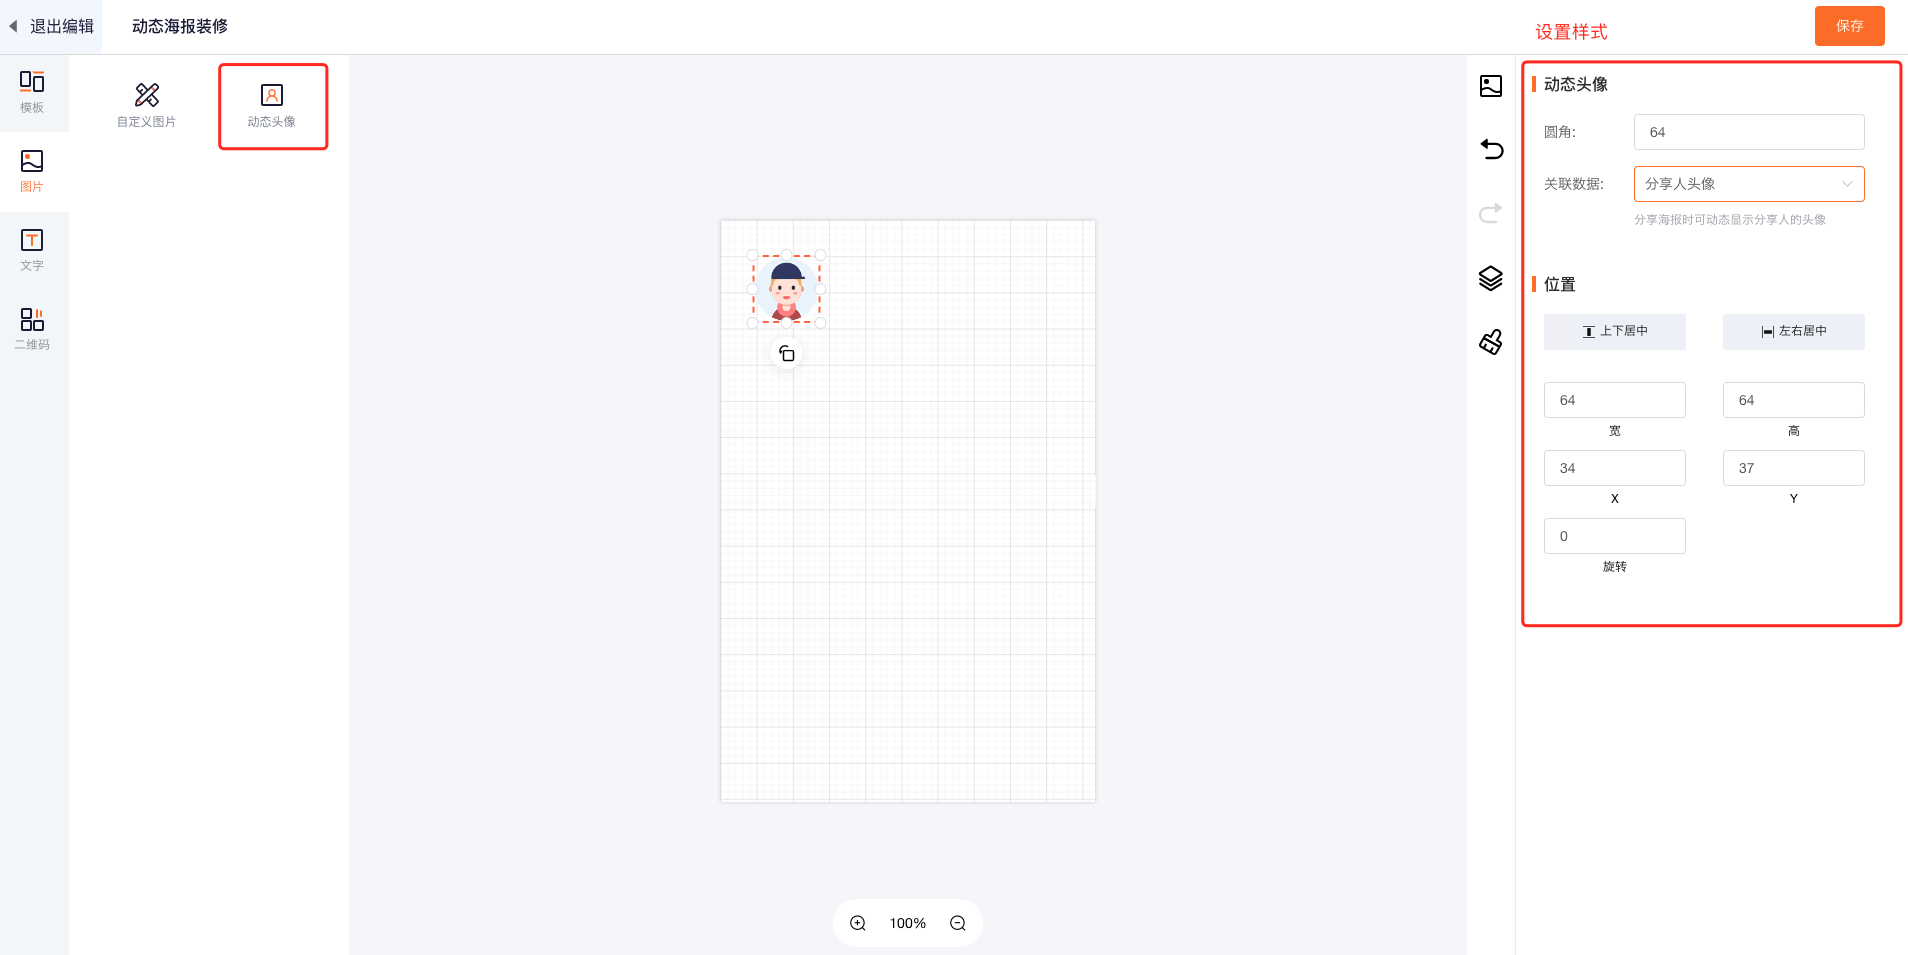 退出编辑
动态海报装修
设置样式
保存
模板
图片
文字
二维码
自定义图片
动态头像
100%
动态头像
圆角:
64
关联数据:
分享人头像
分享海报时可动态显示分享人的头像
位置
上下居中
左右居中
64
64
宽
高
34
37
X
Y
0
旋转